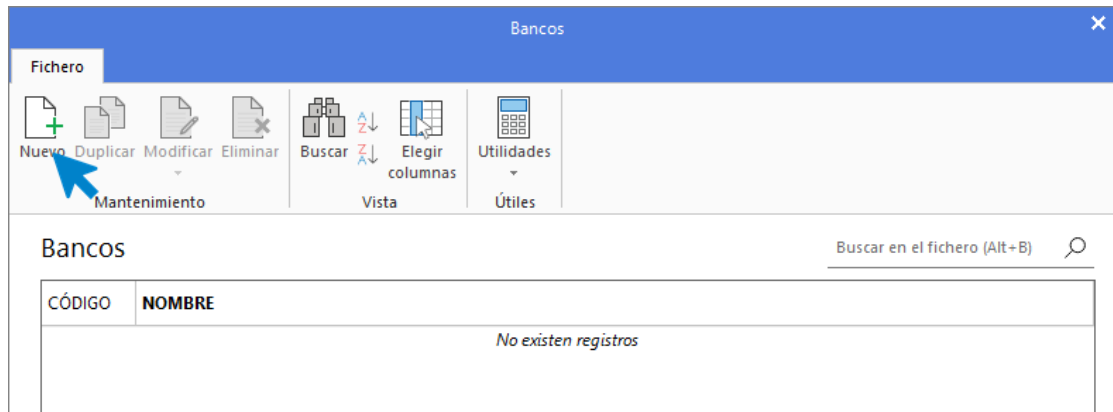 Bancos
Fichero
Nuevo Duplicar Modificar Eliminar
Buscar
A Z
Z A
Elegir columnas
Utilidades
Mantenimiento
Vista
Útiles
Bancos
Buscar en el fichero (Alt+B)
CÓDIGO NOMBRE
No existen registros